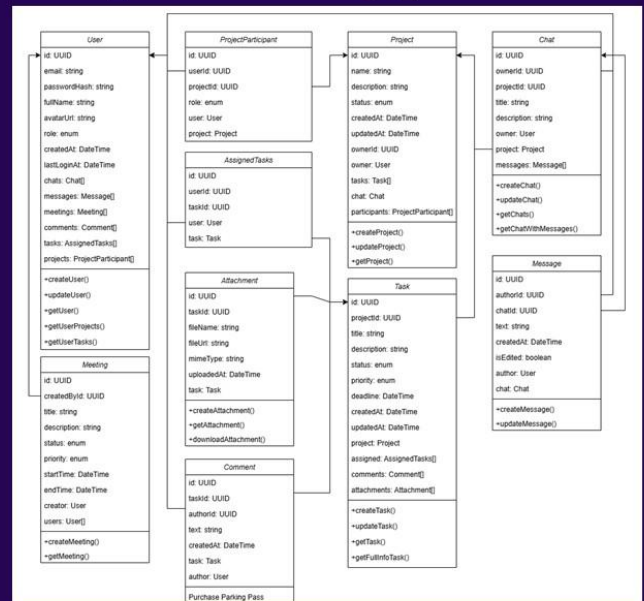 User
id: UUID
email: string
passwordHash: string
fullName: string
avatarUrl: string
role: enum
createdAt: DateTime
lastLoginAt: DateTime
chats: Chat[]
messages: Message[]
meetings: Meeting[]
comments: Comment[]
tasks: AssignedTasks[]
projects: ProjectParticipant[]
+createUser()
+updateUser()
+getUser()
+getUserProjects()
+getUserTasks()
Meeting
id: UUID
createdById: UUID
title: string
description: string
status: enum
priority: enum
startTime: DateTime
endTime: DateTime
creator: User
users: User[]
+createMeeting()
+getMeeting()
ProjectParticipant
id: UUID
userId: UUID
projectId: UUID
role: enum
user: User
project: Project
AssignedTasks
id: UUID
userId: UUID
taskId: UUID
user: User
task: Task
Attachment
id: UUID
taskId: UUID
fileName: string
fileUrl: string
mimeType: string
uploadedAt: DateTime
task: Task
+createAttachment()
+getAttachment()
+downloadAttachment()
Comment
id: UUID
taskId: UUID
authorId: UUID
text: string
createdAt: DateTime
task: Task
author: User
Purchase Parking Pass
Project
id: UUID
name: string
description: string
status: enum
createdAt: DateTime
updatedAt: DateTime
ownerId: UUID
owner: User
tasks: Task[]
chat: Chat
participants: ProjectParticipant[]
+createProject()
+updateProject()
+getProject()
Task
id: UUID
projectId: UUID
title: string
description: string
status: enum
priority: enum
deadline: DateTime
createdAt: DateTime
updatedAt: DateTime
project: Project
assigned: AssignedTasks[]
comments: Comment[]
attachments: Attachment[]
+createTask()
+updateTask()
+getTask()
+getFullInfoTask()
Chat
id: UUID
ownerId: UUID
projectId: UUID
title: string
description: string
owner: User
project: Project
messages: Message[]
+createChat()
+updateChat()
+getChats()
+getChatWithMessages()
Message
id: UUID
authorId: UUID
chatId: UUID
text: string
createdAt: DateTime
isEdited: boolean
author: User
chat: Chat
+createMessage()
+updateMessage()